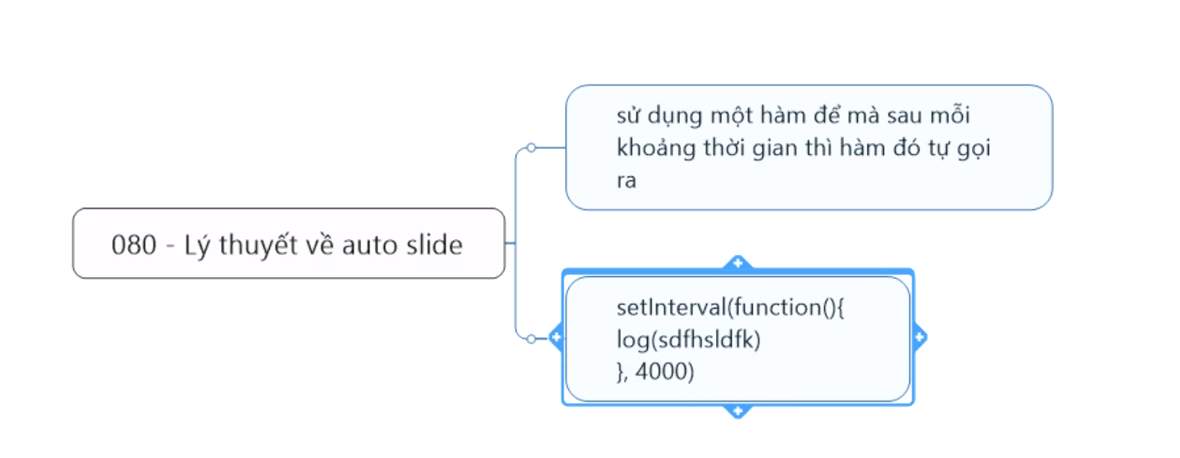 080 - Lý thuyết về auto slide
sử dụng một hàm để mà sau mỗi
khoảng thời gian thì hàm đó tự gọi
ra
setInterval(function(){
log(sdfhsldfk)
}, 4000)